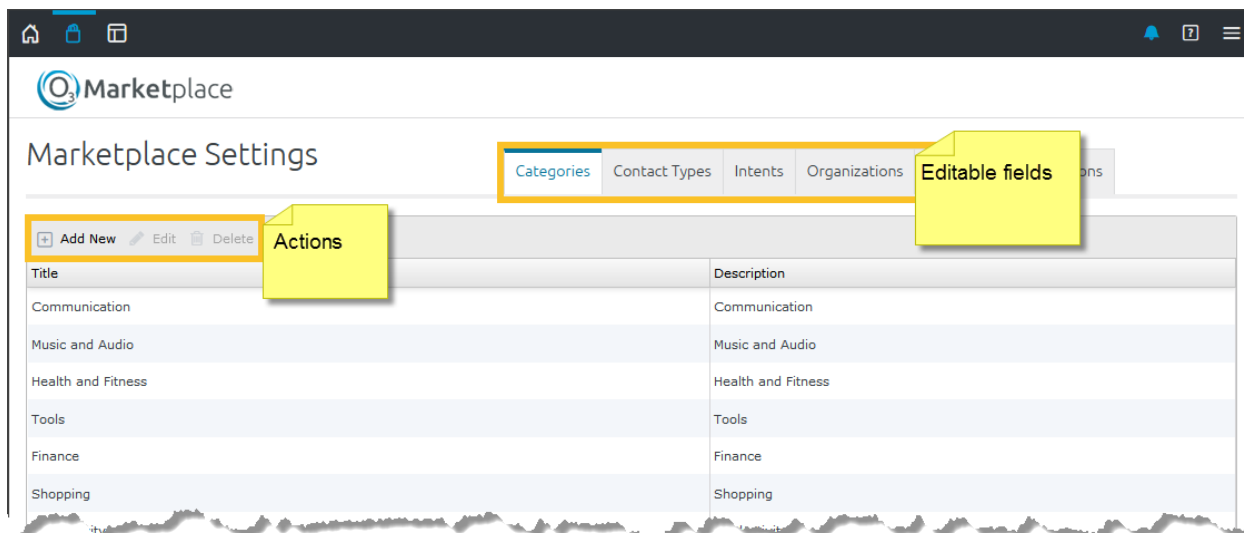 O3 Marketplace
Marketplace Settings
Categories Contact Types Intents Organizations
Editable fields
Add New Edit Delete
Actions
Title Description
Communication Communication
Music and Audio Music and Audio
Health and Fitness Health and Fitness
Tools Tools
Finance Finance
Shopping Shopping